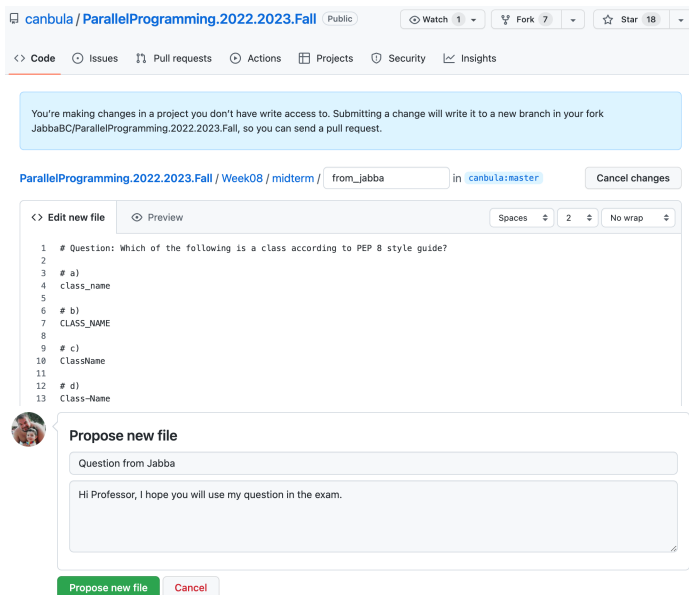 canbula / ParallelProgramming.2022.2023.Fall Public Watch 1 Fork 7 Star 18
<> Code Issues Pull requests Actions Projects Security Insights
You're making changes in a project you don't have write access to. Submitting a change will write it to a new branch in your fork
JabbaBC/ParallelProgramming.2022.2023.Fall, so you can send a pull request.
ParallelProgramming.2022.2023.Fall / Week08 / midterm / from_jabba in canbula:master Cancel changes
<> Edit new file Preview Spaces 2 No wrap
1 # Question: Which of the following is a class according to PEP 8 style guide?
2
3 # a)
4 class_name
5
6 # b)
7 CLASS_NAME
8
9 # c)
10 ClassName
11
12 # d)
13 Class-Name
Propose new file
Question from Jabba
Hi Professor, I hope you will use my question in the exam.
Propose new file Cancel